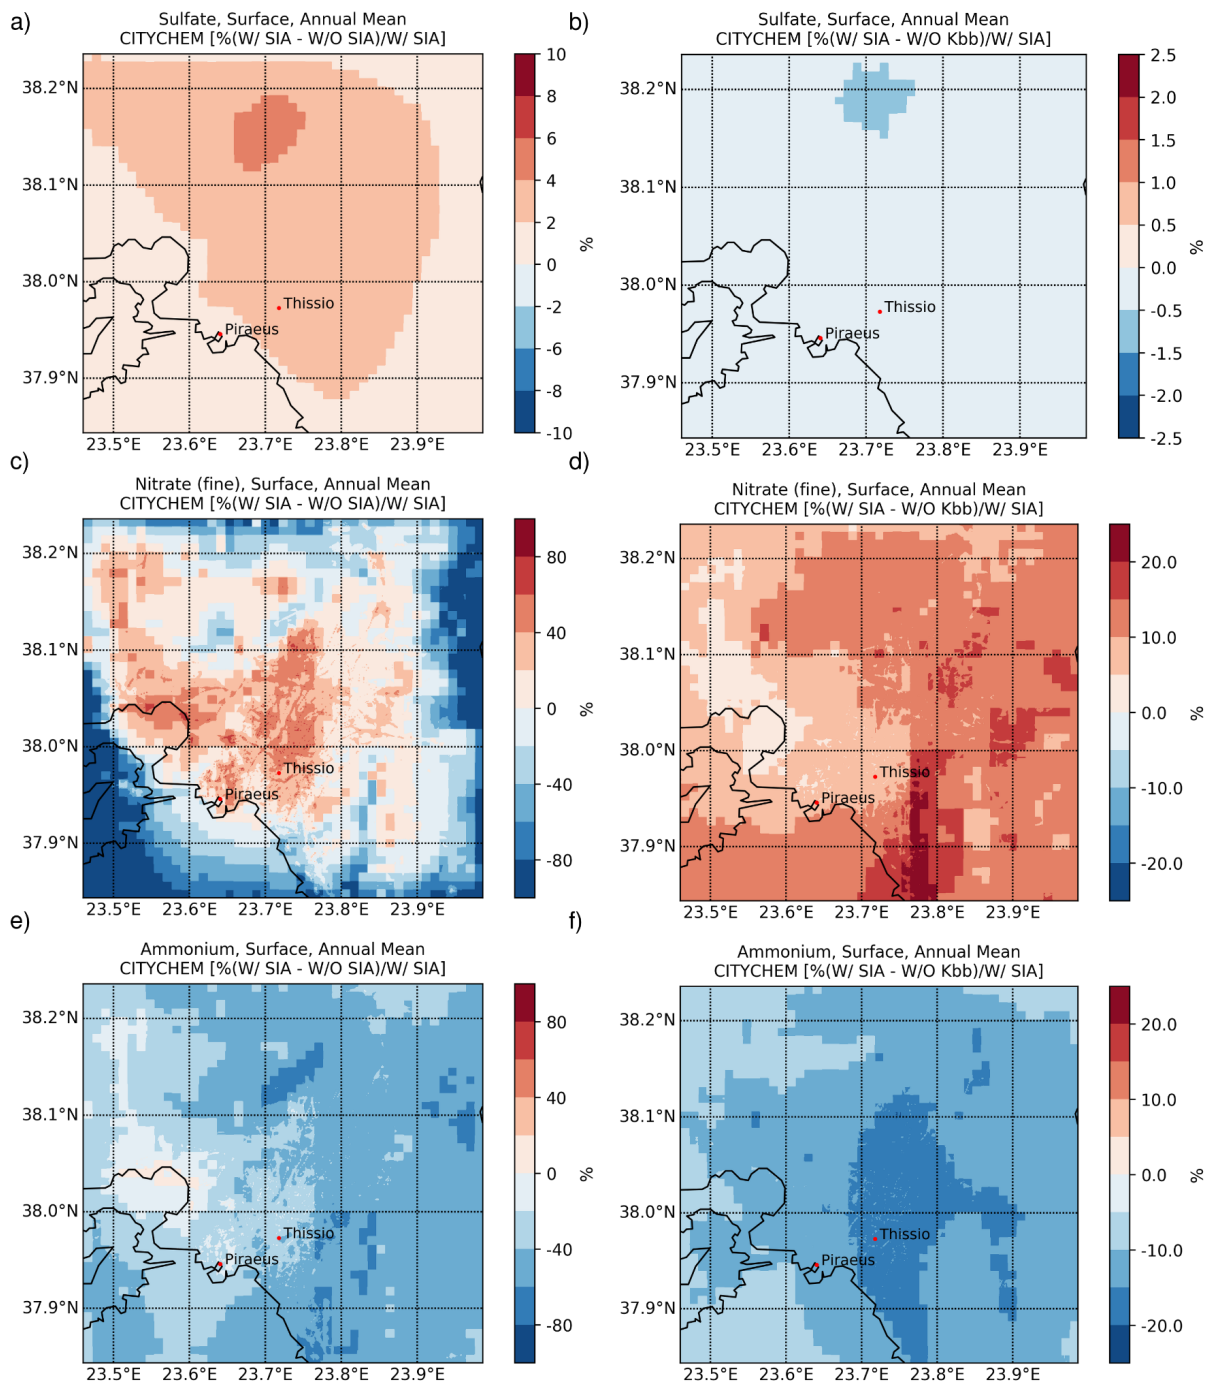 a)
Sulfate, Surface, Annual Mean
CITYCHEM [%(W/ SIA - W/O SIA)/W/ SIA]
38.2°N
38.1°N
38.0°N
37.9°N
Thissio
Piraeus
23.5°E 23.6°E 23.7°E 23.8°E 23.9°E
10
8
6
4
2
0
-2
-4
-6
-8
-10
%
b)
Sulfate, Surface, Annual Mean
CITYCHEM [%(W/ SIA - W/O Kbb)/W/ SIA]
38.2°N
38.1°N
38.0°N
37.9°N
Thissio
Piraeus
23.5°E 23.6°E 23.7°E 23.8°E 23.9°E
2.5
2.0
1.5
1.0
0.5
0.0
-0.5
-1.0
-1.5
-2.0
-2.5
%
c)
Nitrate (fine), Surface, Annual Mean
CITYCHEM [%(W/ SIA - W/O SIA)/W/ SIA]
38.2°N
38.1°N
38.0°N
37.9°N
Thissio
Piraeus
23.5°E 23.6°E 23.7°E 23.8°E 23.9°E
80
40
0
-40
-80
%
d)
Nitrate (fine), Surface, Annual Mean
CITYCHEM [%(W/ SIA - W/O Kbb)/W/ SIA]
38.2°N
38.1°N
38.0°N
37.9°N
Thissio
Piraeus
23.5°E 23.6°E 23.7°E 23.8°E 23.9°E
20.0
10.0
0.0
-10.0
-20.0
%
e)
Ammonium, Surface, Annual Mean
CITYCHEM [%(W/ SIA - W/O SIA)/W/ SIA]
38.2°N
38.1°N
38.0°N
37.9°N
Thissio
Piraeus
23.5°E 23.6°E 23.7°E 23.8°E 23.9°E
80
40
0
-40
-80
%
f)
Ammonium, Surface, Annual Mean
CITYCHEM [%(W/ SIA - W/O Kbb)/W/ SIA]
38.2°N
38.1°N
38.0°N
37.9°N
Thissio
Piraeus
23.5°E 23.6°E 23.7°E 23.8°E 23.9°E
20.0
10.0
0.0
-10.0
-20.0
%